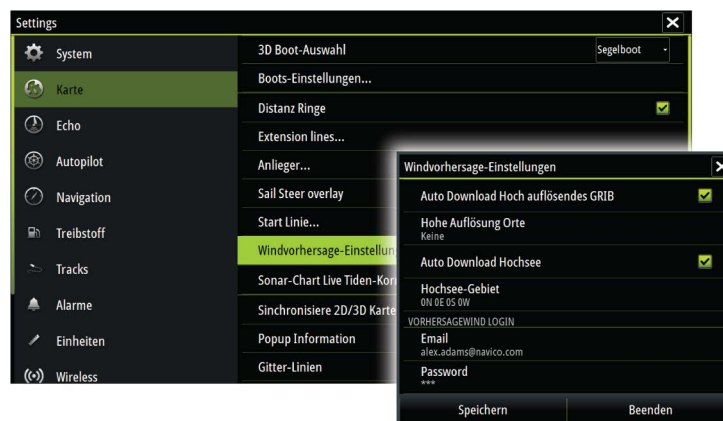 Settings
System
Karte
Echo
Autopilot
Navigation
Treibstoff
Tracks
Alarme
Einheiten
Wireless
3D Boot-Auswahl
Segelboot
Boots-Einstellungen...
Distanz Ringe
Extension lines...
Anlieger...
Sail Steer overlay
Start Linie...
Windvorhersage-Einstellun
Sonar-Chart Live Tiden-Kor
Sinchronisiere 2D/3D Karte
Popup Information
Gitter-Linien
Windvorhersage-Einstellungen
Auto Download Hoch auflösendes GRIB
Hohe Auflösung Orte
Keine
Auto Download Hochsee
Hochsee-Gebiet
0N 0E 0S 0W
VORHERSAGEWIND LOGIN
Email
alex.adams@navico.com
Password
***
Speichern
Beenden